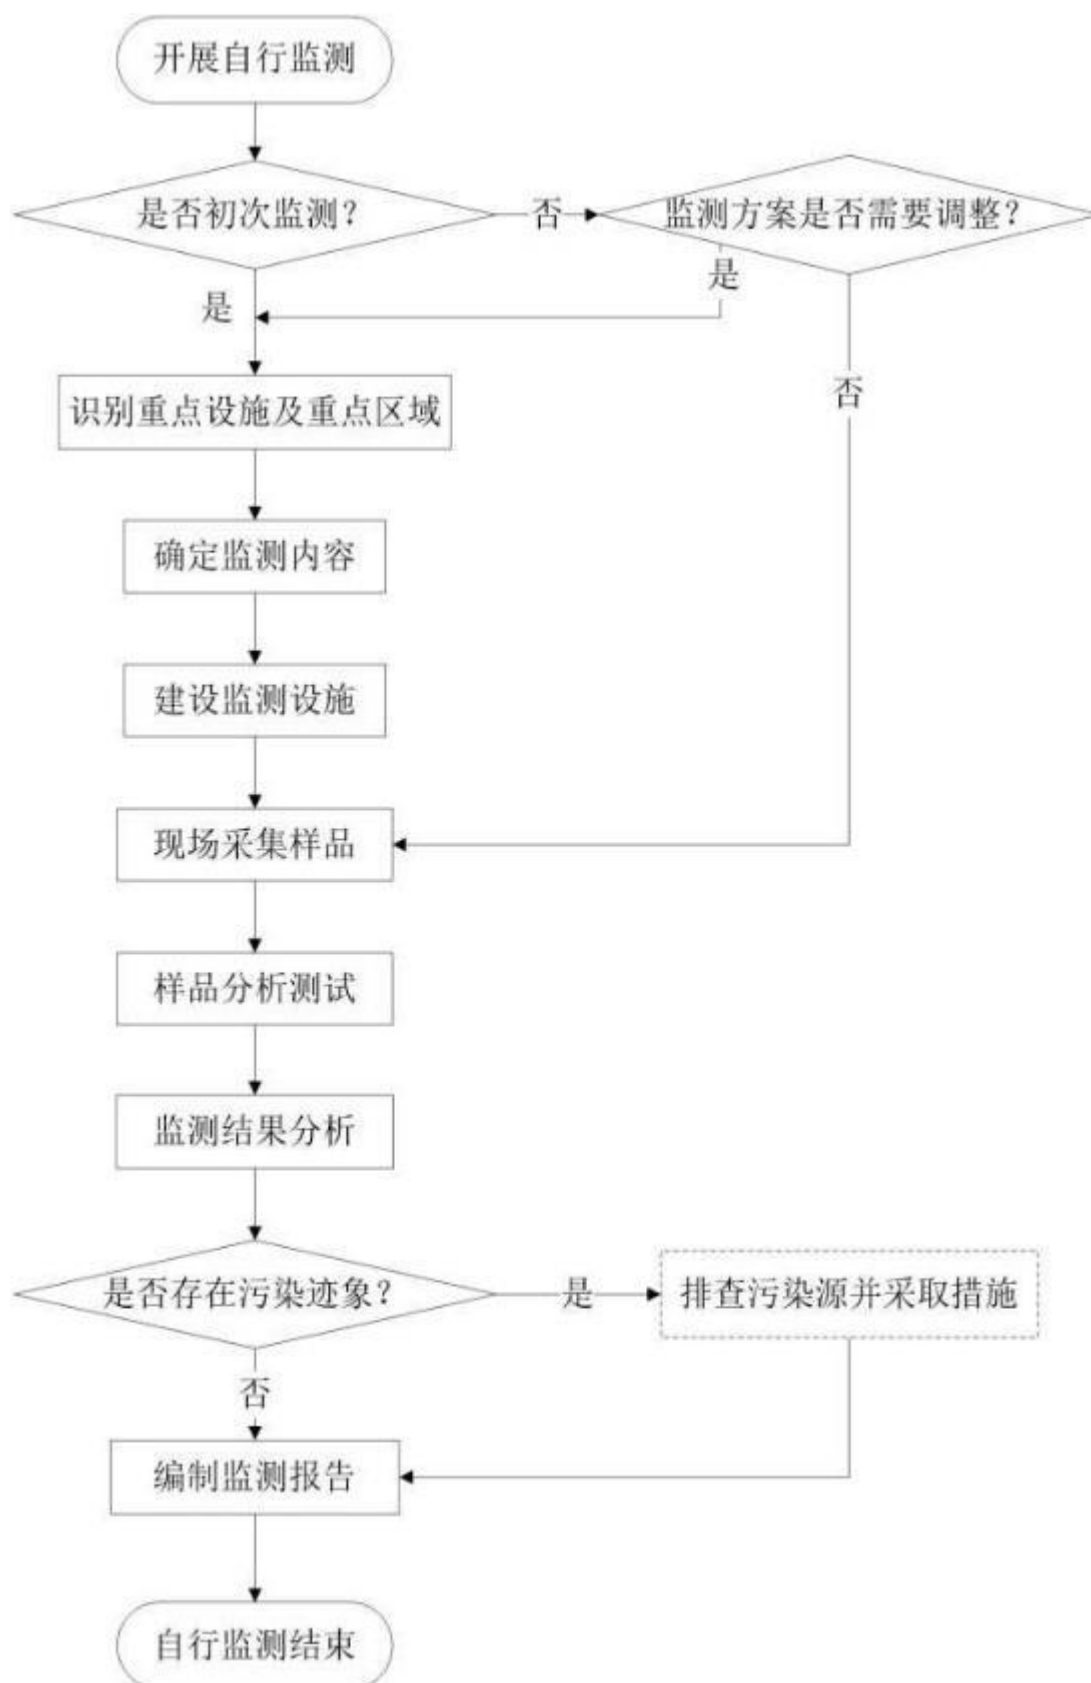 开展自行监测
是否初次监测？
否
监测方案是否需要调整？
是
是
识别重点设施及重点区域
否
确定监测内容
建设监测设施
现场采集样品
样品分析测试
监测结果分析
是否存在污染迹象？
是
排查污染源并采取措施
否
编制监测报告
自行监测结束